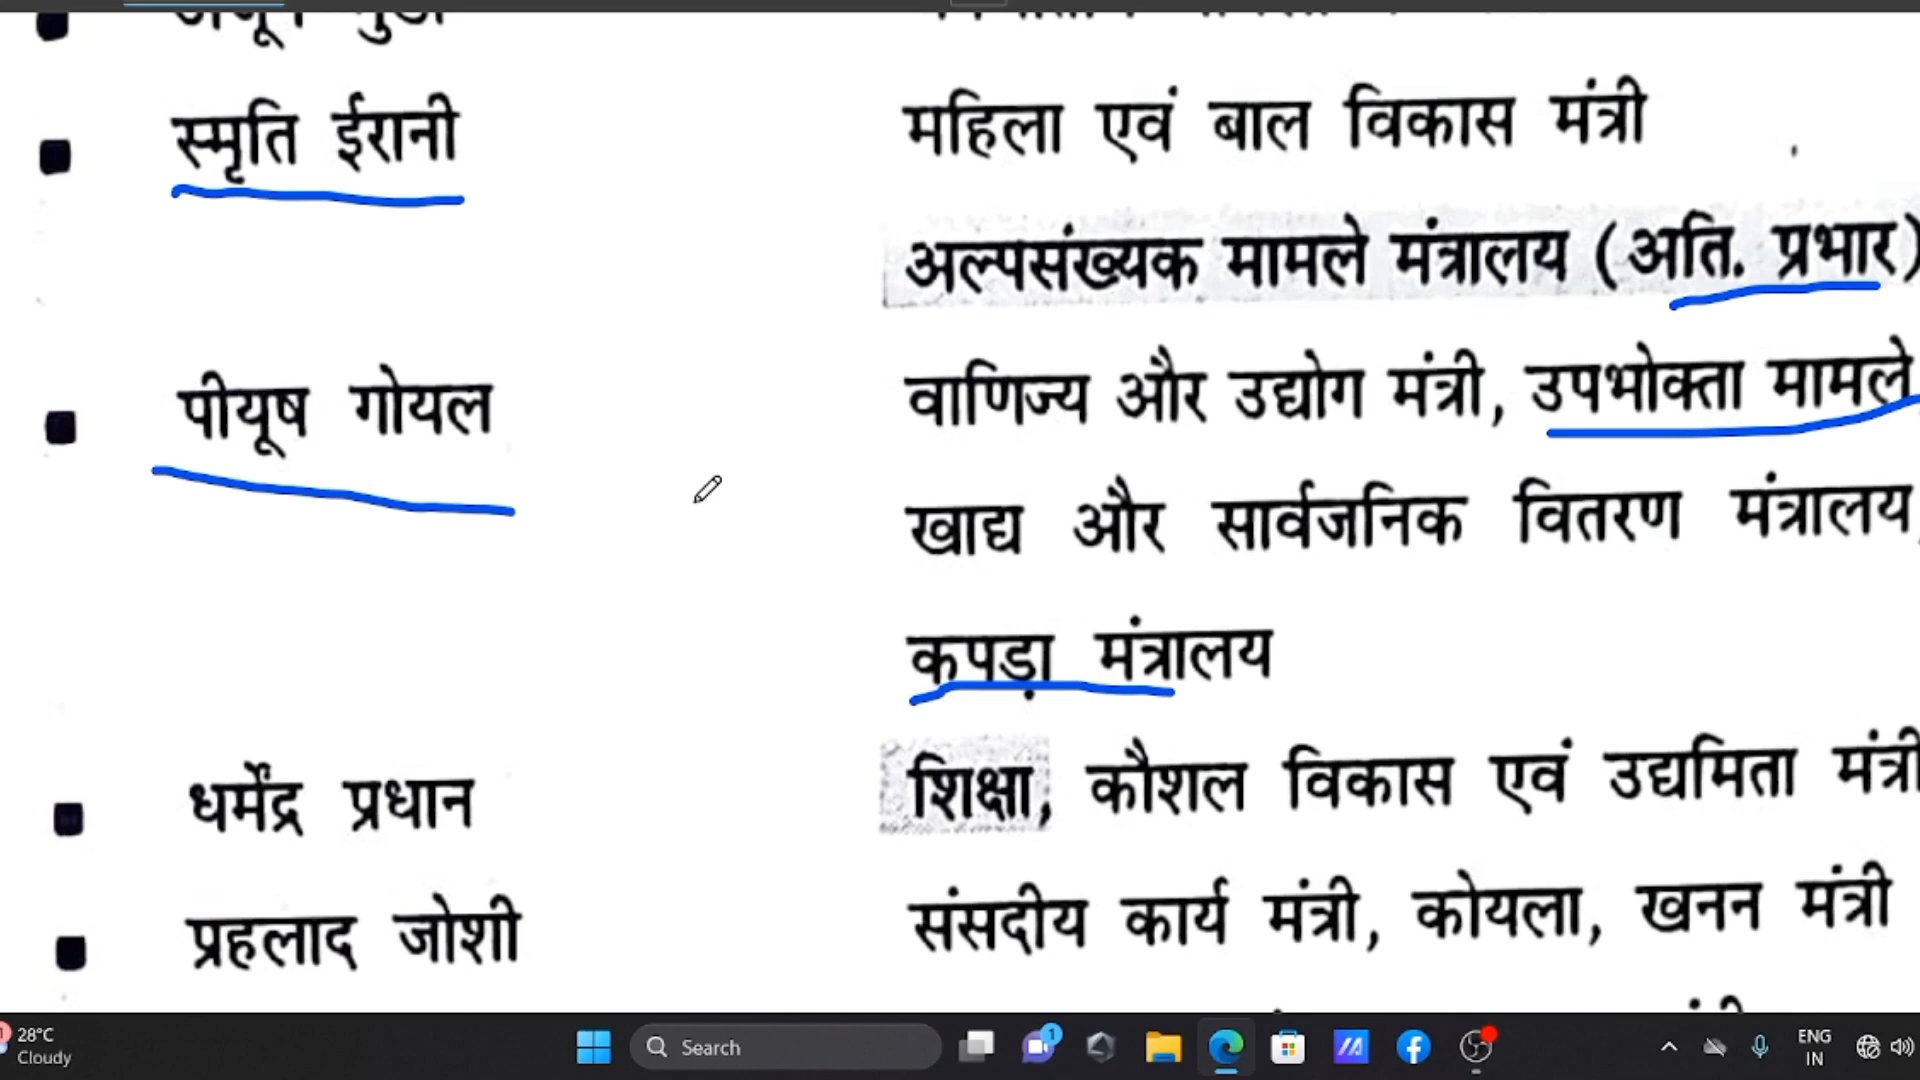 स्मृति ईरानी महिला एवं बाल विकास मंत्री
अल्पसंख्यक मामले मंत्रालय (अति. प्रभार)
पीयूष गोयल वाणिज्य और उद्योग मंत्री, उपभोक्ता मामले,
खाद्य और सार्वजनिक वितरण मंत्रालय,
कपड़ा मंत्रालय
धर्मेंद्र प्रधान शिक्षा, कौशल विकास एवं उद्यमिता मंत्री
प्रहलाद जोशी संसदीय कार्य मंत्री, कोयला, खनन मंत्री
28°C
Cloudy
Search
1
ENG
IN